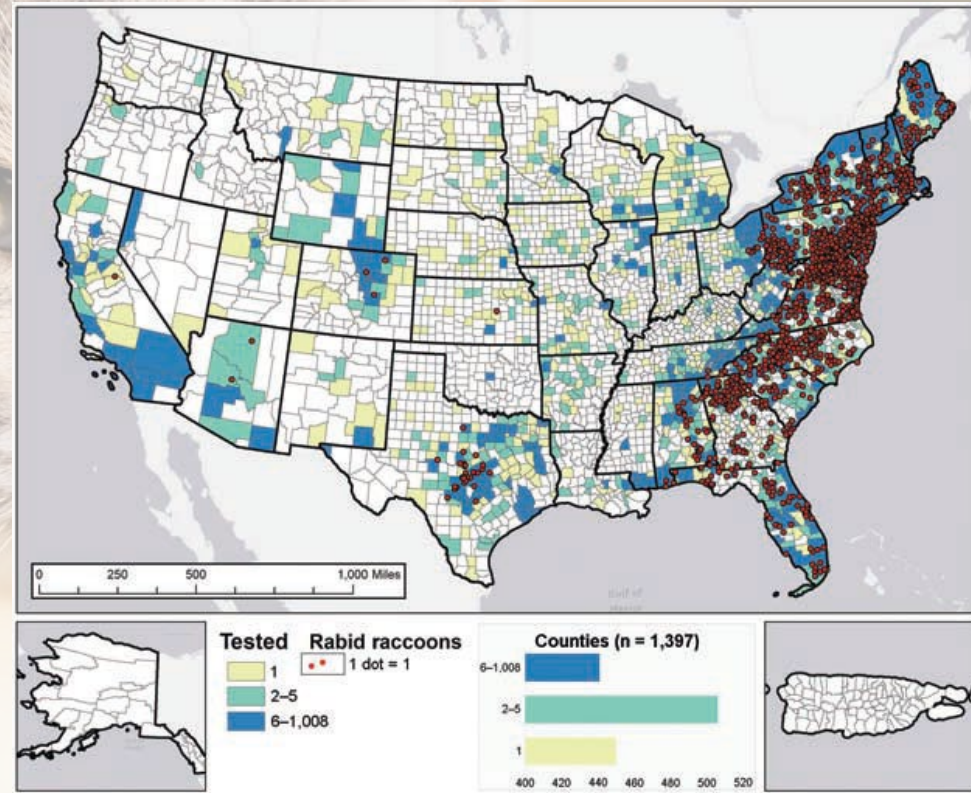 0 250 500 1,000 Miles
Tested Rabid raccoons
1 1 dot = 1
2–5
6–1,008
Counties (n = 1,397)
6–1,008
2–5
1
400 420 440 460 480 500 520